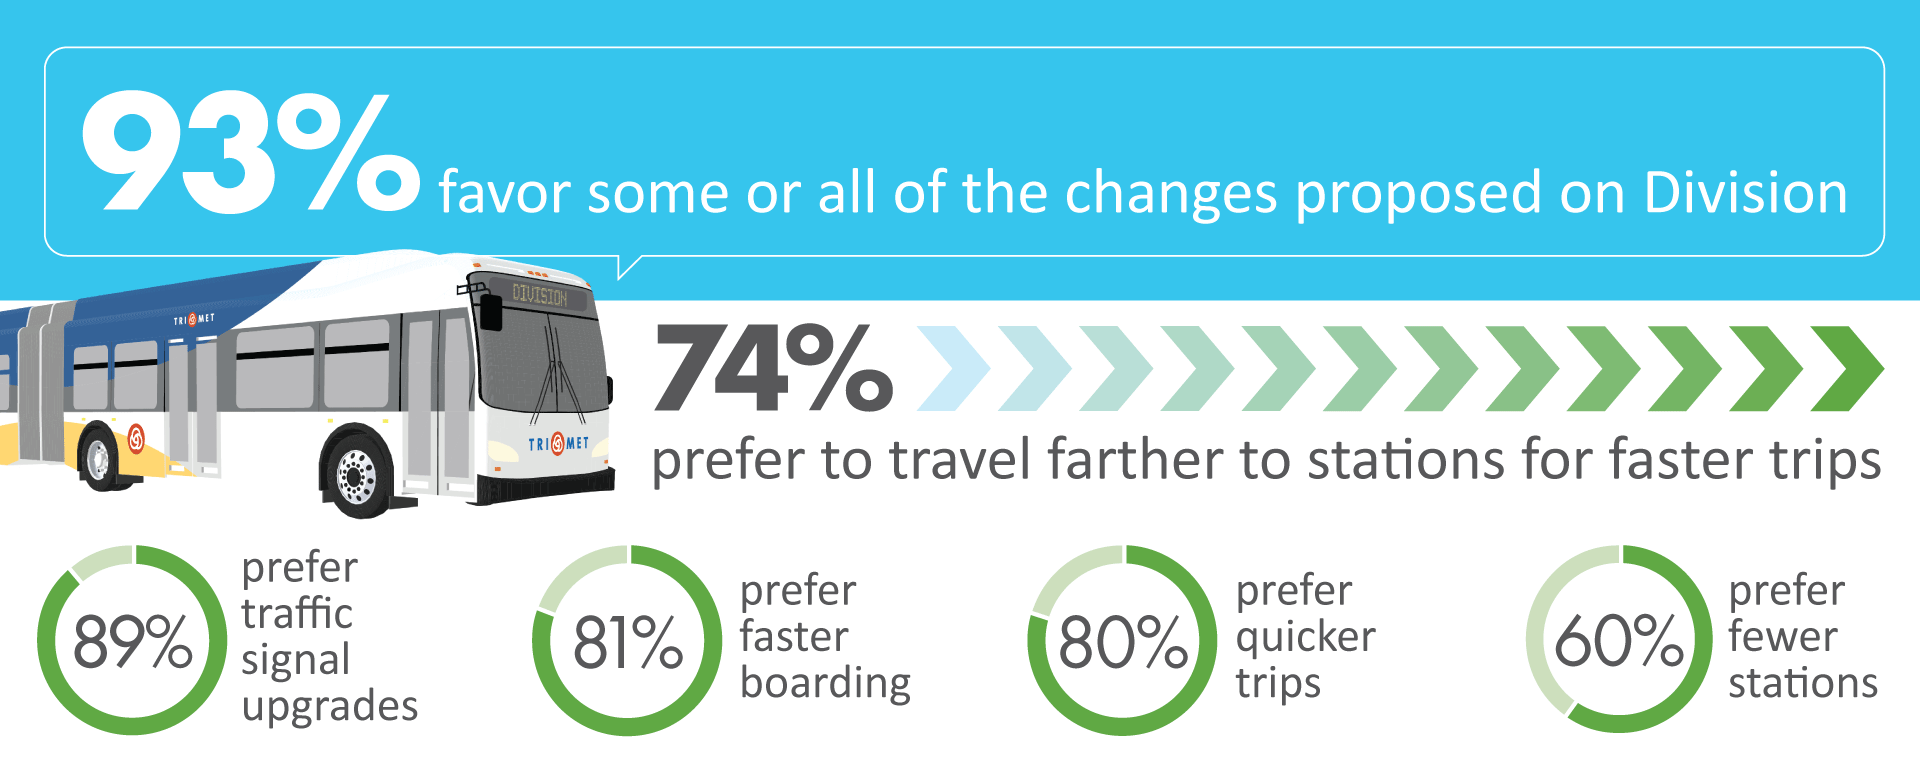 93% favor some or all of the changes proposed on Division
DIVISION
TRI MET
TRI MET
74%
prefer to travel farther to stations for faster trips
89%
prefer
traffic
signal
upgrades
81%
prefer
faster
boarding
80%
prefer
quicker
trips
60%
prefer
fewer
stations